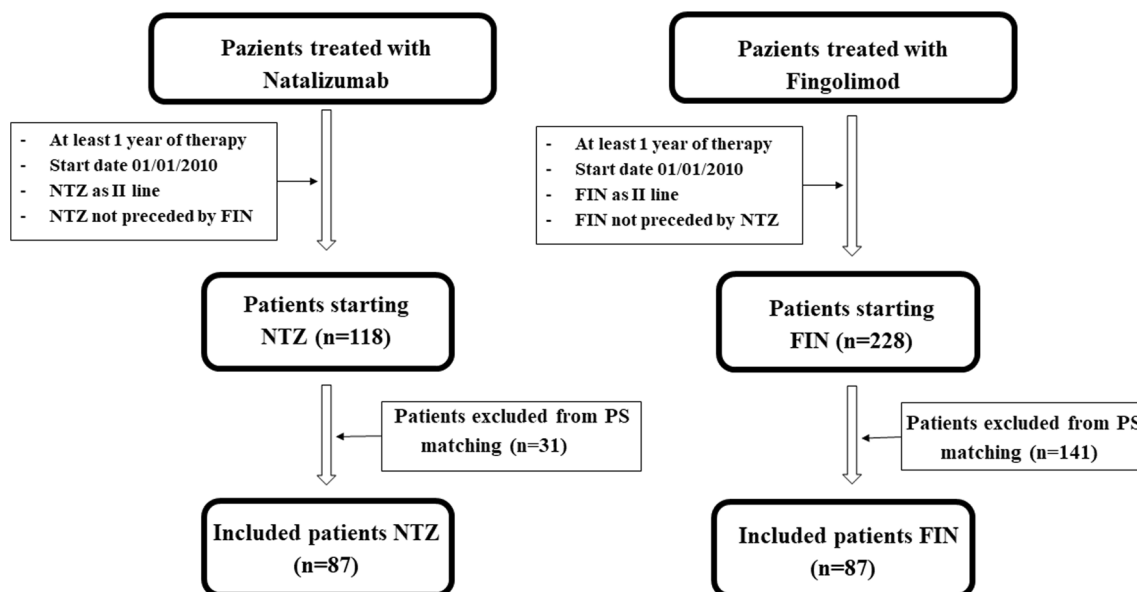 Pazients treated with
Natalizumab
- At least 1 year of therapy
- Start date 01/01/2010
- NTZ as II line
- NTZ not preceded by FIN
Patients starting
NTZ (n=118)
Patients excluded from PS
matching (n=31)
Included patients NTZ
(n=87)
Pazients treated with
Fingolimod
- At least 1 year of therapy
- Start date 01/01/2010
- FIN as II line
- FIN not preceded by NTZ
Patients starting
FIN (n=228)
Patients excluded from PS
matching (n=141)
Included patients FIN
(n=87)